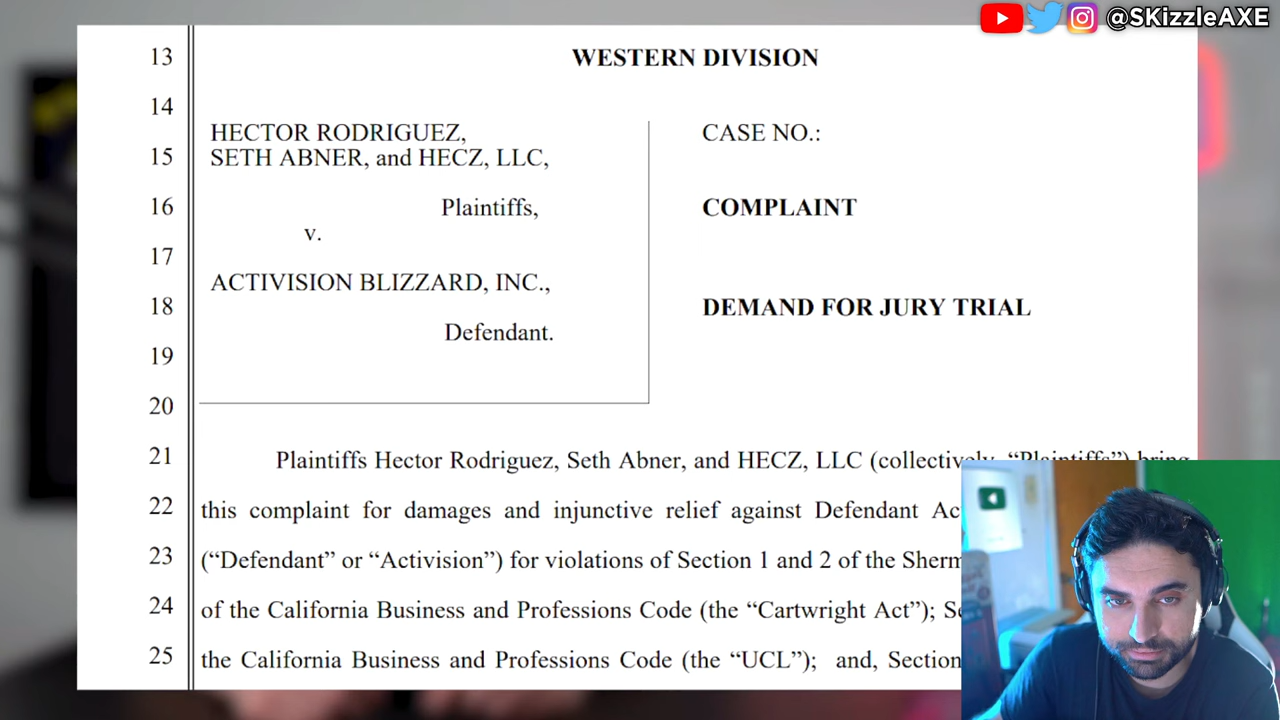 @SKizzleAXE
13 WESTERN DIVISION
14
HECTOR RODRIGUEZ, CASE NO.:
15 SETH ABNER, and HECZ, LLC,
16 Plaintiffs, COMPLAINT
v.
17
ACTIVISION BLIZZARD, INC.,
18 DEMAND FOR JURY TRIAL
Defendant.
19
20
21 Plaintiffs Hector Rodriguez, Seth Abner, and HECZ, LLC (collectively, “Plaintiffs”) bring
22 this complaint for damages and injunctive relief against Defendant
23 (“Defendant” or “Activision”) for violations of Section 1 and 2 of the
24 of the California Business and Professions Code (the “Cartwright Act”);
25 the California Business and Professions Code (the “UCL”); and, Section